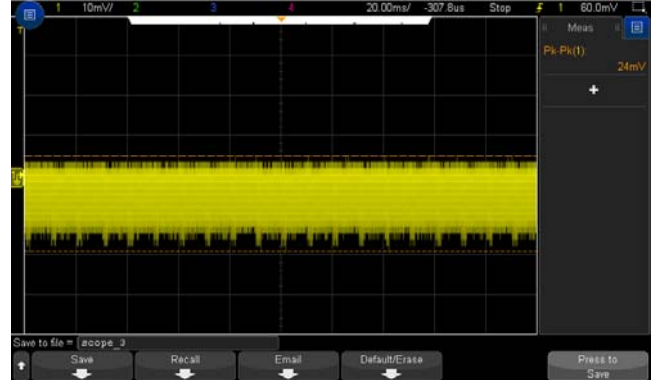 1 10mV/ 2 3 4 20.00ms/ -307.8us Stop 1 60.0mV
Meas
Pk-Pk(1)
24mV
T
Save to file = scope_3
Save Recall Email Default/Erase Press to
Save